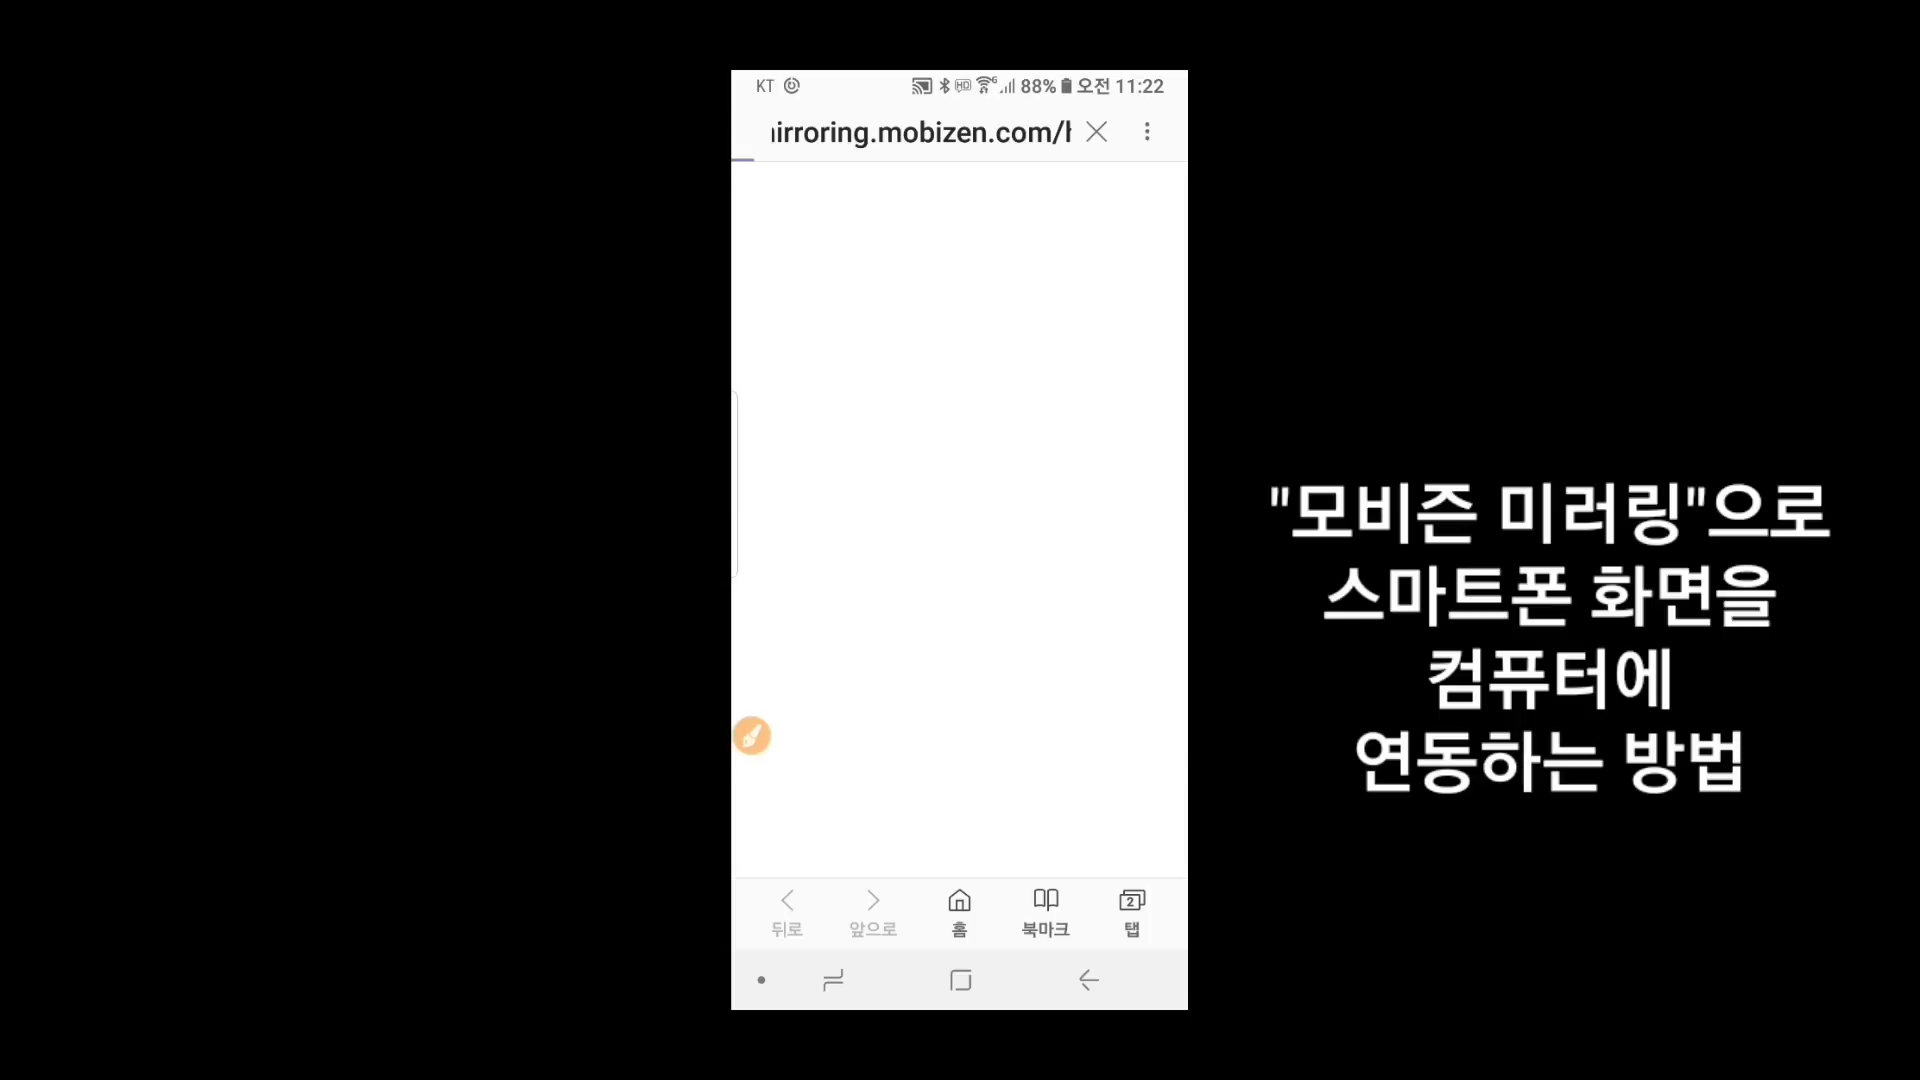 KT 88% 오전 11:22
mirroring.mobizen.com/h
2
뒤로 앞으로 홈 북마크 탭
"모비즌 미러링"으로
스마트폰 화면을
컴퓨터에
연동하는 방법